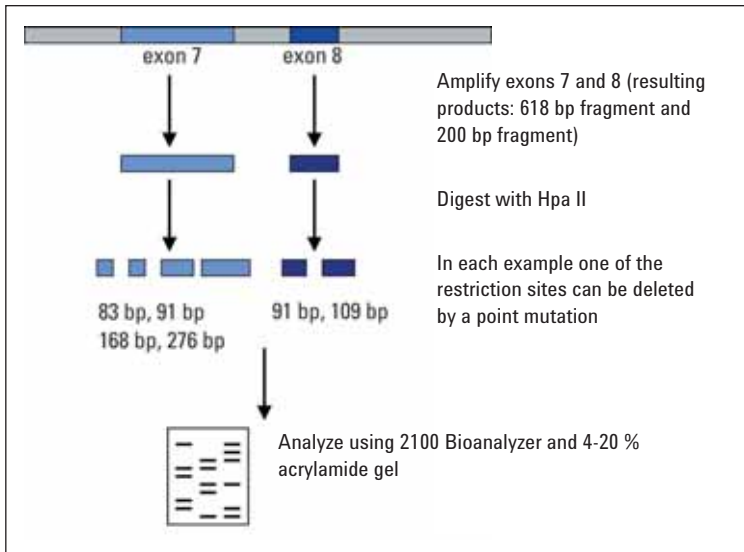 exon 7
exon 8
Amplify exons 7 and 8 (resulting
products: 618 bp fragment and
200 bp fragment)
Digest with Hpa II
In each example one of the
restriction sites can be deleted
by a point mutation
83 bp, 91 bp
168 bp, 276 bp
91 bp, 109 bp
Analyze using 2100 Bioanalyzer and 4-20 %
acrylamide gel